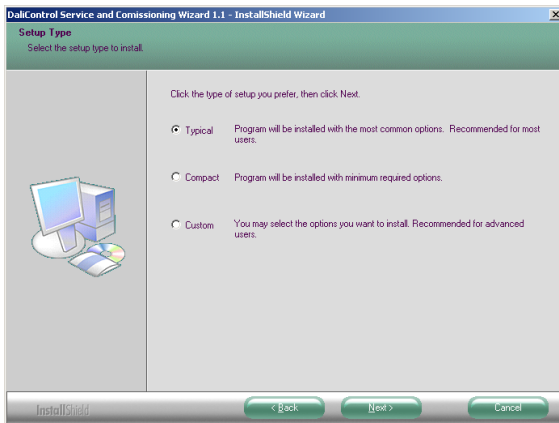 DaliControl Service and Comissioning Wizard 1.1 - InstallShield Wizard
Setup Type
Select the setup type to install.
Click the type of setup you prefer, then click Next.
Typical Program will be installed with the most common options. Recommended for most
users.
Compact Program will be installed with minimum required options.
Custom You may select the options you want to install. Recommended for advanced
users.
InstallShield
< Back Next > Cancel